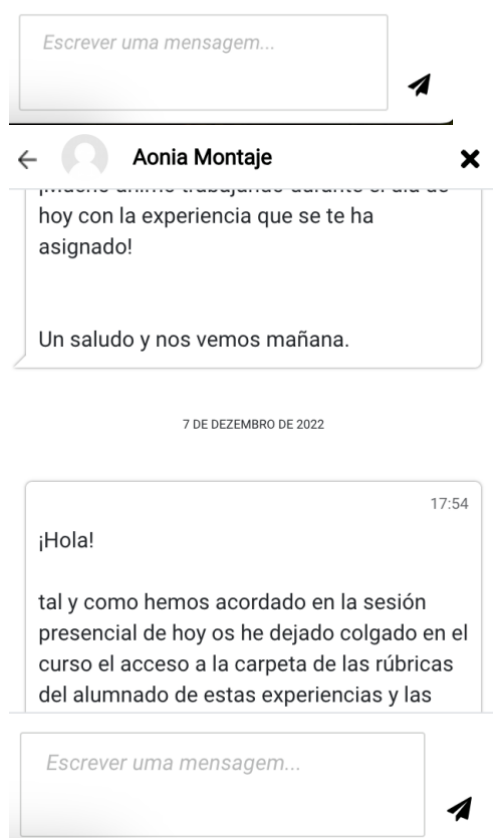 Escrever uma mensagem...
Aonia Montaje
hoy con la experiencia que se te ha
asignado!
Un saludo y nos vemos mañana.
7 DE DEZEMBRO DE 2022
17:54
¡Hola!
tal y como hemos acordado en la sesión
presencial de hoy os he dejado colgado en el
curso el acceso a la carpeta de las rúbricas
del alumnado de estas experiencias y las
Escrever uma mensagem...